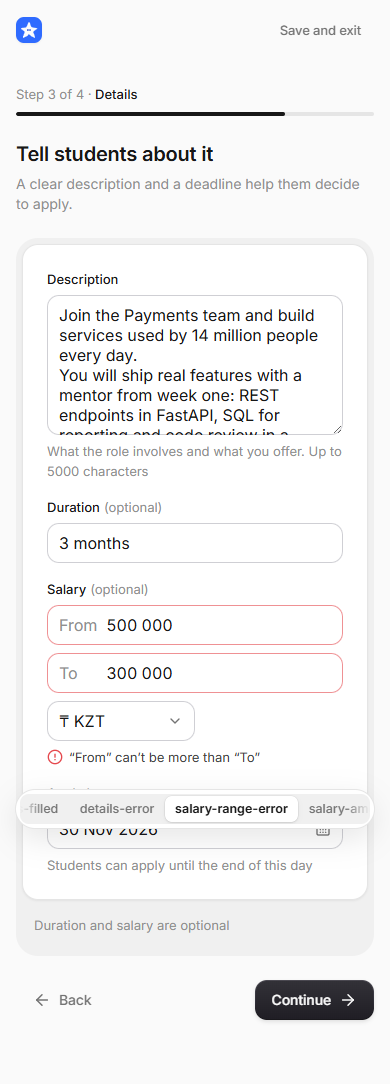 Save and exit
Step 3 of 4 · Details
Tell students about it
A clear description and a deadline help them decide
to apply.
Description
Join the Payments team and build
services used by 14 million people
every day.
You will ship real features with a
mentor from week one: REST
endpoints in FastAPI, SQL for
reporting and code review in a
What the role involves and what you offer. Up to
5000 characters
Duration (optional)
3 months
Salary (optional)
From 500 000
To 300 000
₸ KZT
“From” can’t be more than “To”
-filled details-error salary-range-error salary-am
30 Nov 2026
Students can apply until the end of this day
Duration and salary are optional
Back
Continue